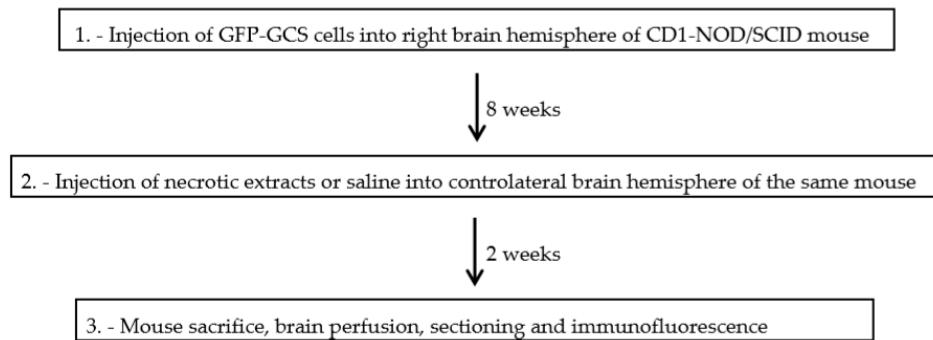 1. - Injection of GFP-GCS cells into right brain hemisphere of CD1-NOD/SCID mouse
8 weeks
2. - Injection of necrotic extracts or saline into controlateral brain hemisphere of the same mouse
2 weeks
3. - Mouse sacrifice, brain perfusion, sectioning and immunofluorescence